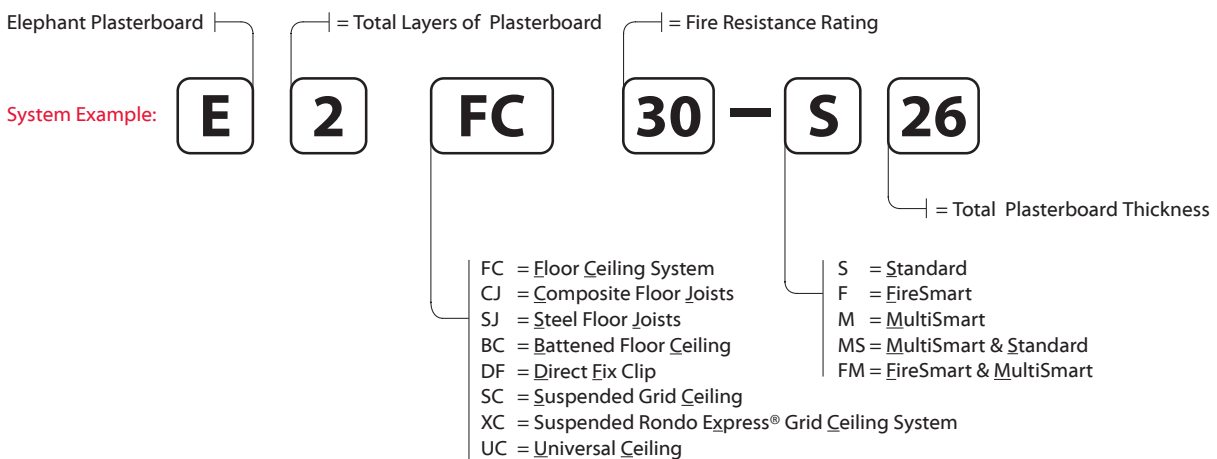 Elephant Plasterboard
= Total Layers of Plasterboard
= Fire Resistance Rating
System Example:
E 2 FC 30 – S 26
= Total Plasterboard Thickness
FC = Floor Ceiling System
CJ = Composite Floor Joists
SJ = Steel Floor Joists
BC = Battened Floor Ceiling
DF = Direct Fix Clip
SC = Suspended Grid Ceiling
XC = Suspended Rondo Express® Grid Ceiling System
UC = Universal Ceiling
S = Standard
F = FireSmart
M = MultiSmart
MS = MultiSmart & Standard
FM = FireSmart & MultiSmart